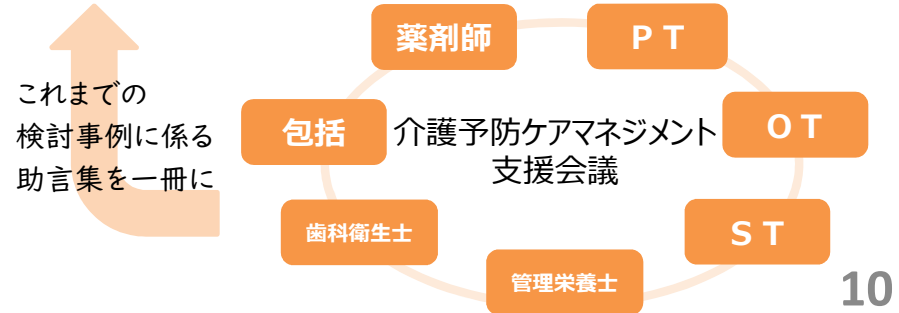 薬剤師
ＰＴ
これまでの
検討事例に係る
助言集を一冊に
包括
介護予防ケアマネジメント
支援会議
ＯＴ
歯科衛生士
ＳＴ
管理栄養士
10